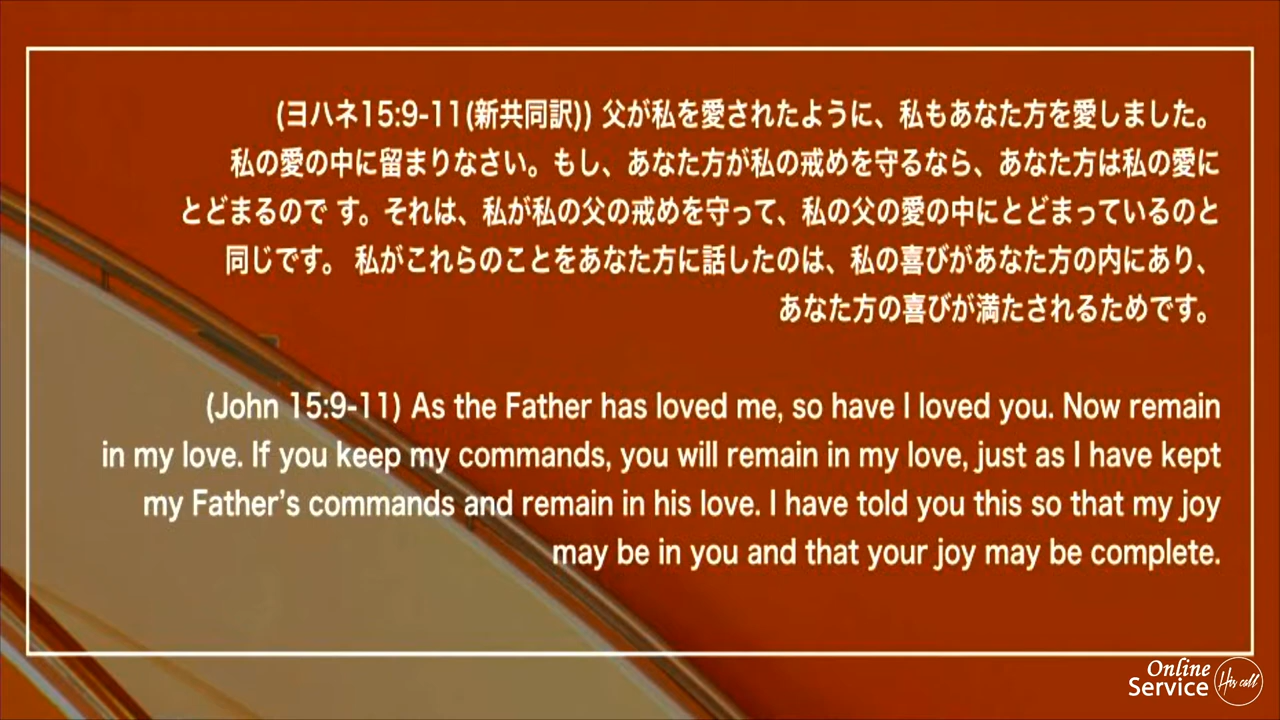 (ヨハネ15:9-11(新共同訳)) 父が私を愛されたように、私もあなた方を愛しました。
私の愛の中に留まりなさい。もし、あなた方が私の戒めを守るなら、あなた方は私の愛に
とどまるので す。それは、私が私の父の戒めを守って、私の父の愛の中にとどまっているのと
同じです。 私がこれらのことをあなた方に話したのは、私の喜びがあなた方の内にあり、
あなた方の喜びが満たされるためです。
(John 15:9-11) As the Father has loved me, so have I loved you. Now remain
in my love. If you keep my commands, you will remain in my love, just as I have kept
my Father’s commands and remain in his love. I have told you this so that my joy
may be in you and that your joy may be complete.
Online
Service
His call